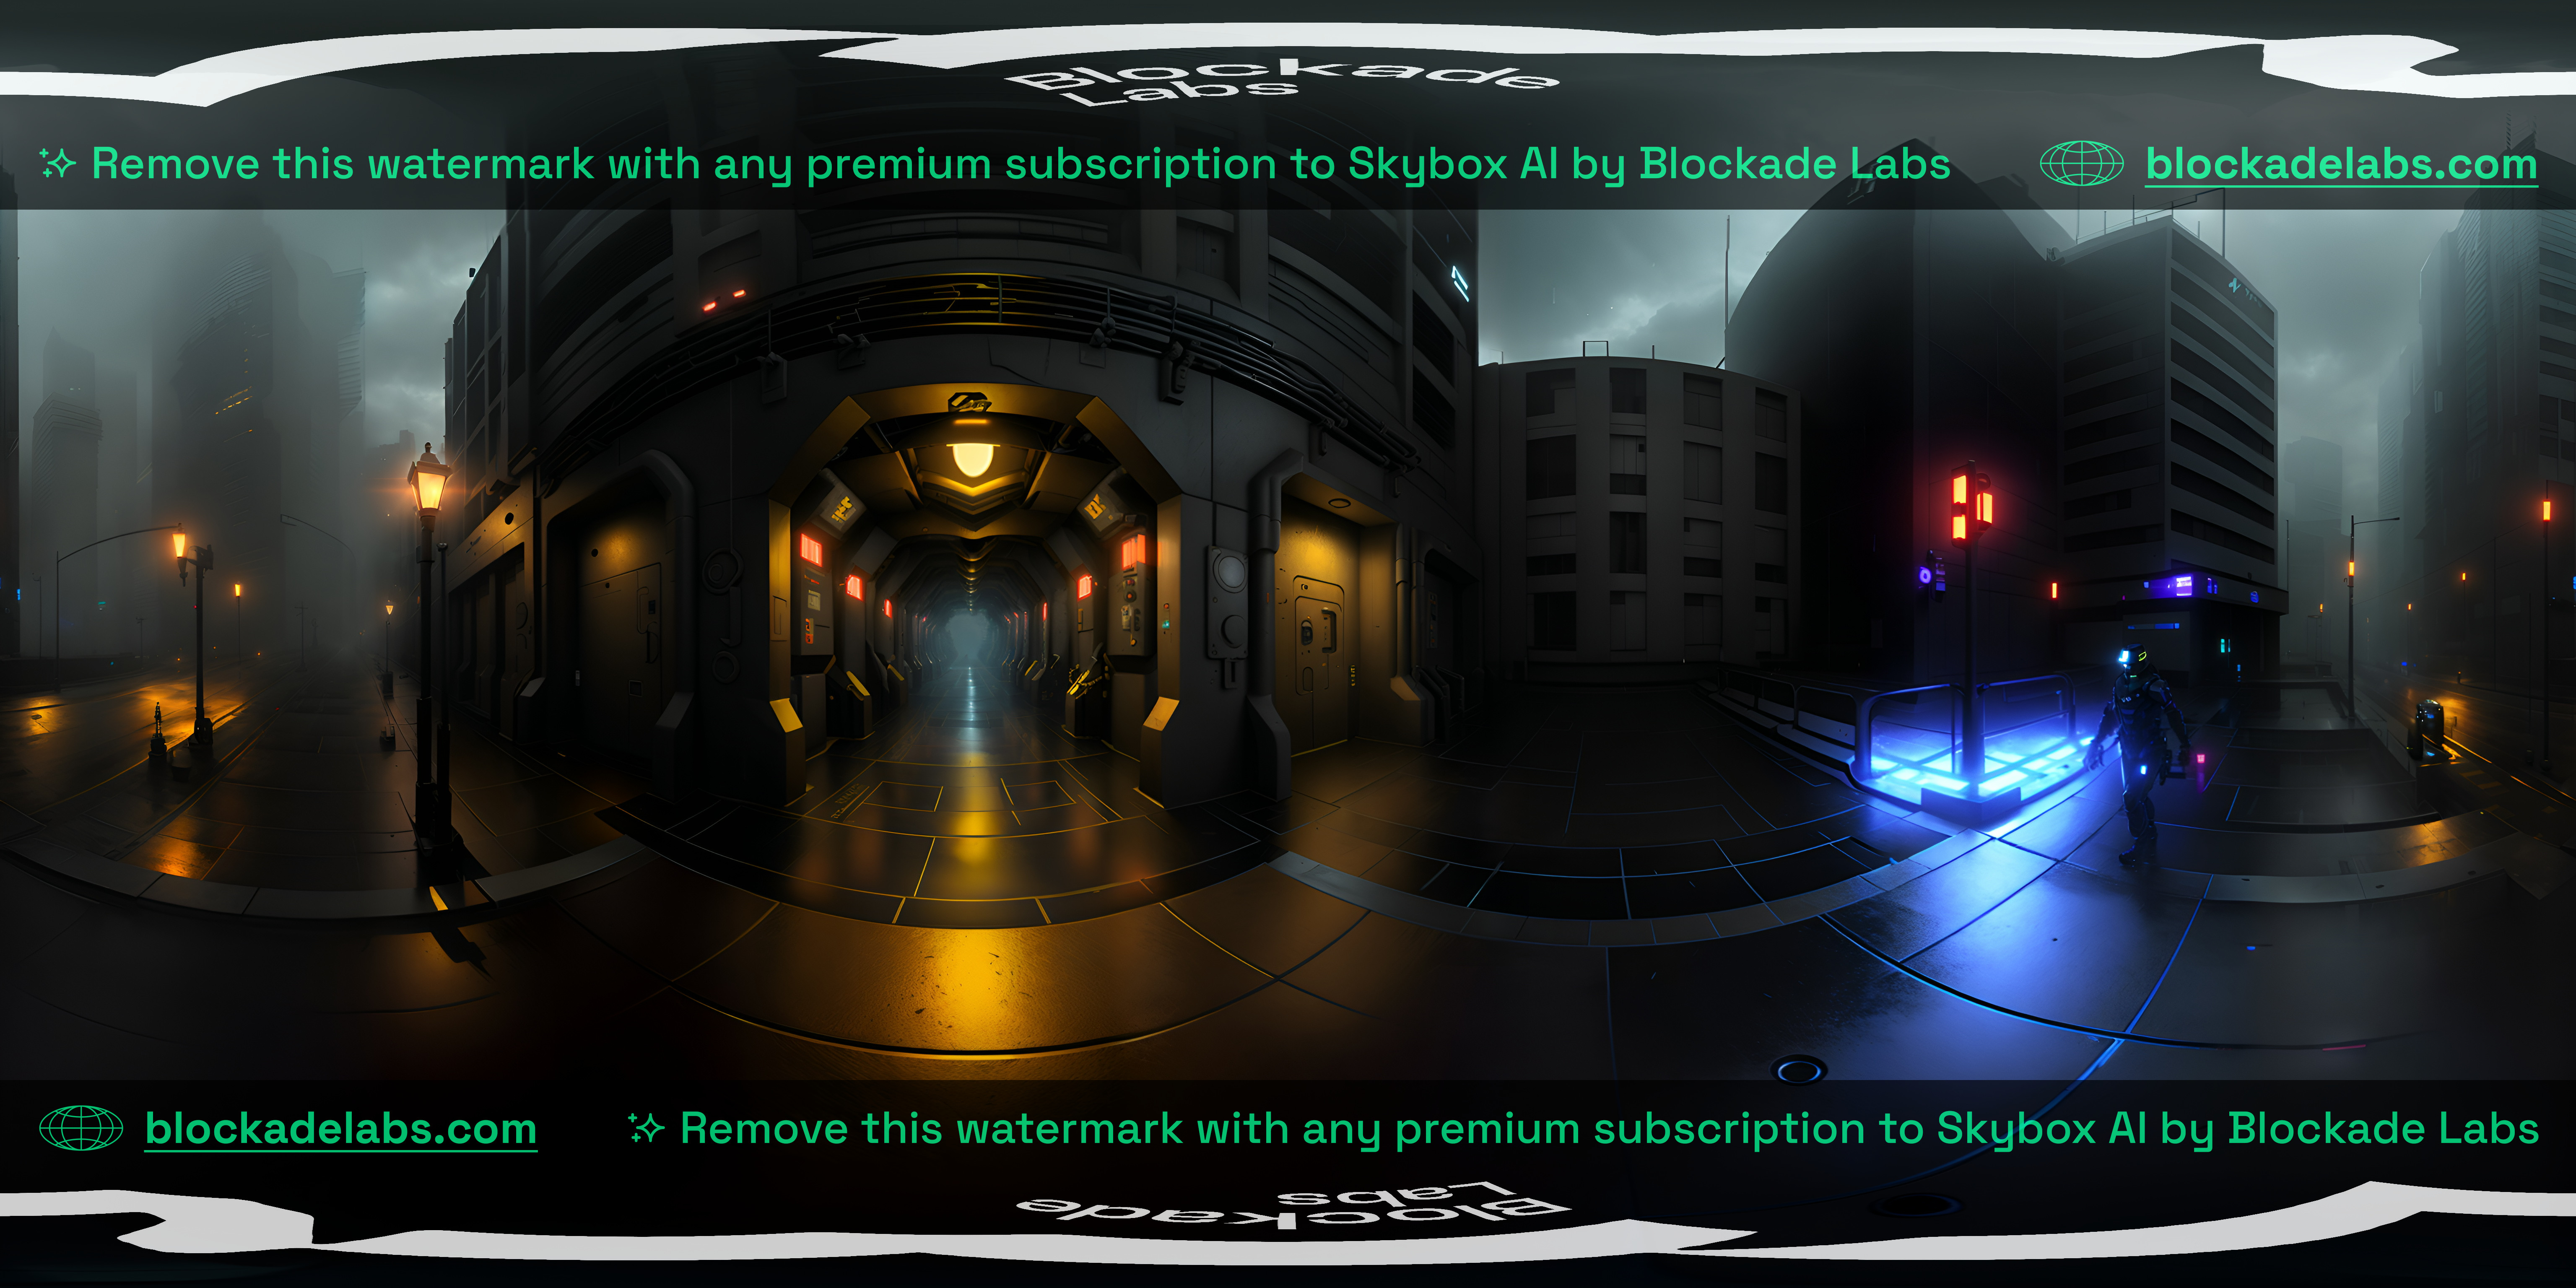 Blockade
Labs
Remove this watermark with any premium subscription to Skybox AI by Blockade Labs
blockadelabs.com
blockadelabs.com
Remove this watermark with any premium subscription to Skybox AI by Blockade Labs
Blockade
Labs